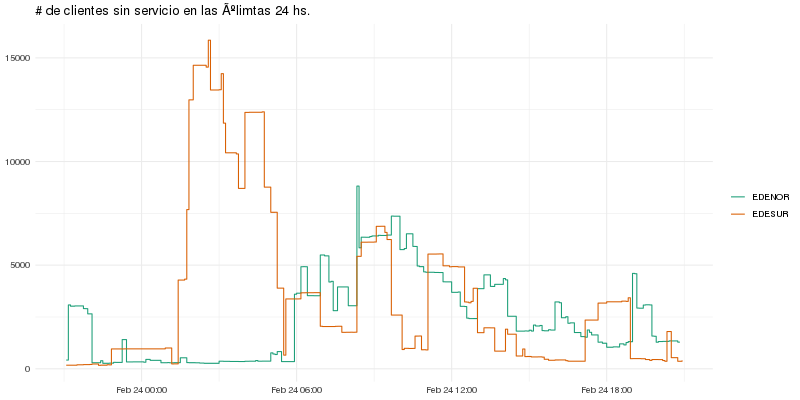 # de clientes sin servicio en las Ãºlimtas 24 hs.
15000
10000
5000
0
Feb 24 00:00
Feb 24 06:00
Feb 24 12:00
Feb 24 18:00
EDENOR
EDESUR